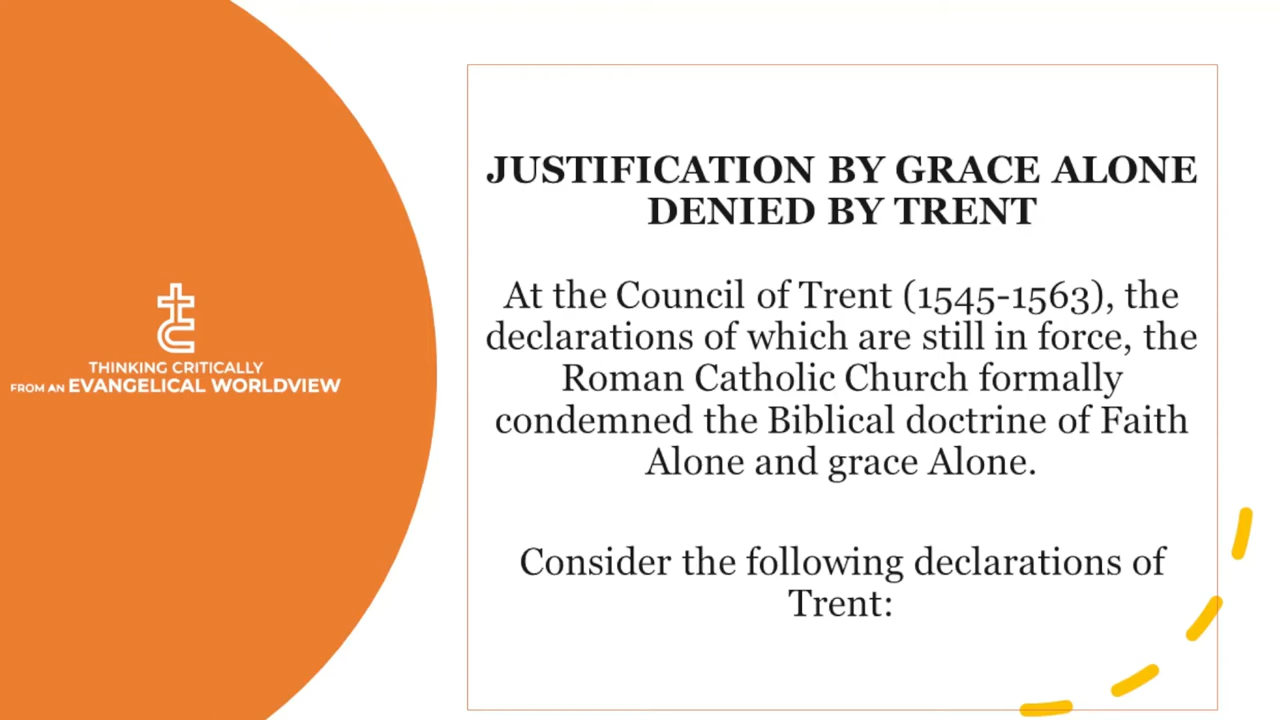 THINKING CRITICALLY
FROM AN EVANGELICAL WORLDVIEW
JUSTIFICATION BY GRACE ALONE
DENIED BY TRENT
At the Council of Trent (1545-1563), the
declarations of which are still in force, the
Roman Catholic Church formally
condemned the Biblical doctrine of Faith
Alone and grace Alone.
Consider the following declarations of
Trent: